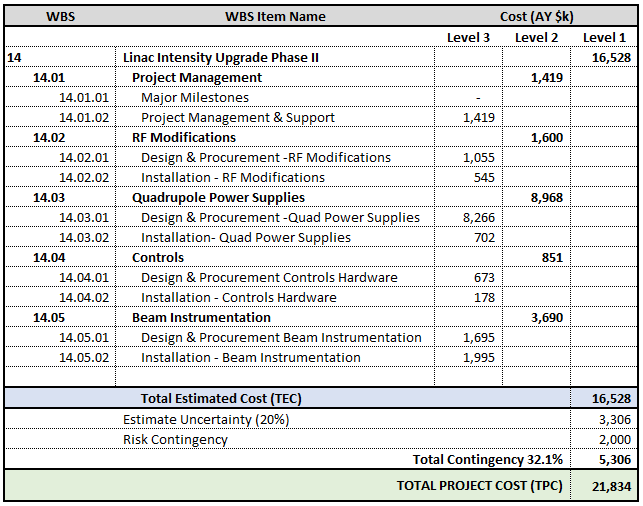 WBS WBS Item Name Cost (AY $k)
Level 3 Level 2 Level 1
14 Linac Intensity Upgrade Phase II 16,528
14.01 Project Management 1,419
14.01.01 Major Milestones -
14.01.02 Project Management & Support 1,419
14.02 RF Modifications 1,600
14.02.01 Design & Procurement -RF Modifications 1,055
14.02.02 Installation - RF Modifications 545
14.03 Quadrupole Power Supplies 8,968
14.03.01 Design & Procurement -Quad Power Supplies 8,266
14.03.02 Installation- Quad Power Supplies 702
14.04 Controls 851
14.04.01 Design & Procurement Controls Hardware 673
14.04.02 Installation - Controls Hardware 178
14.05 Beam Instrumentation 3,690
14.05.01 Design & Procurement Beam Instrumentation 1,695
14.05.02 Installation - Beam Instrumentation 1,995
Total Estimated Cost (TEC) 16,528
Estimate Uncertainty (20%) 3,306
Risk Contingency 2,000
Total Contingency 32.1% 5,306
TOTAL PROJECT COST (TPC) 21,834